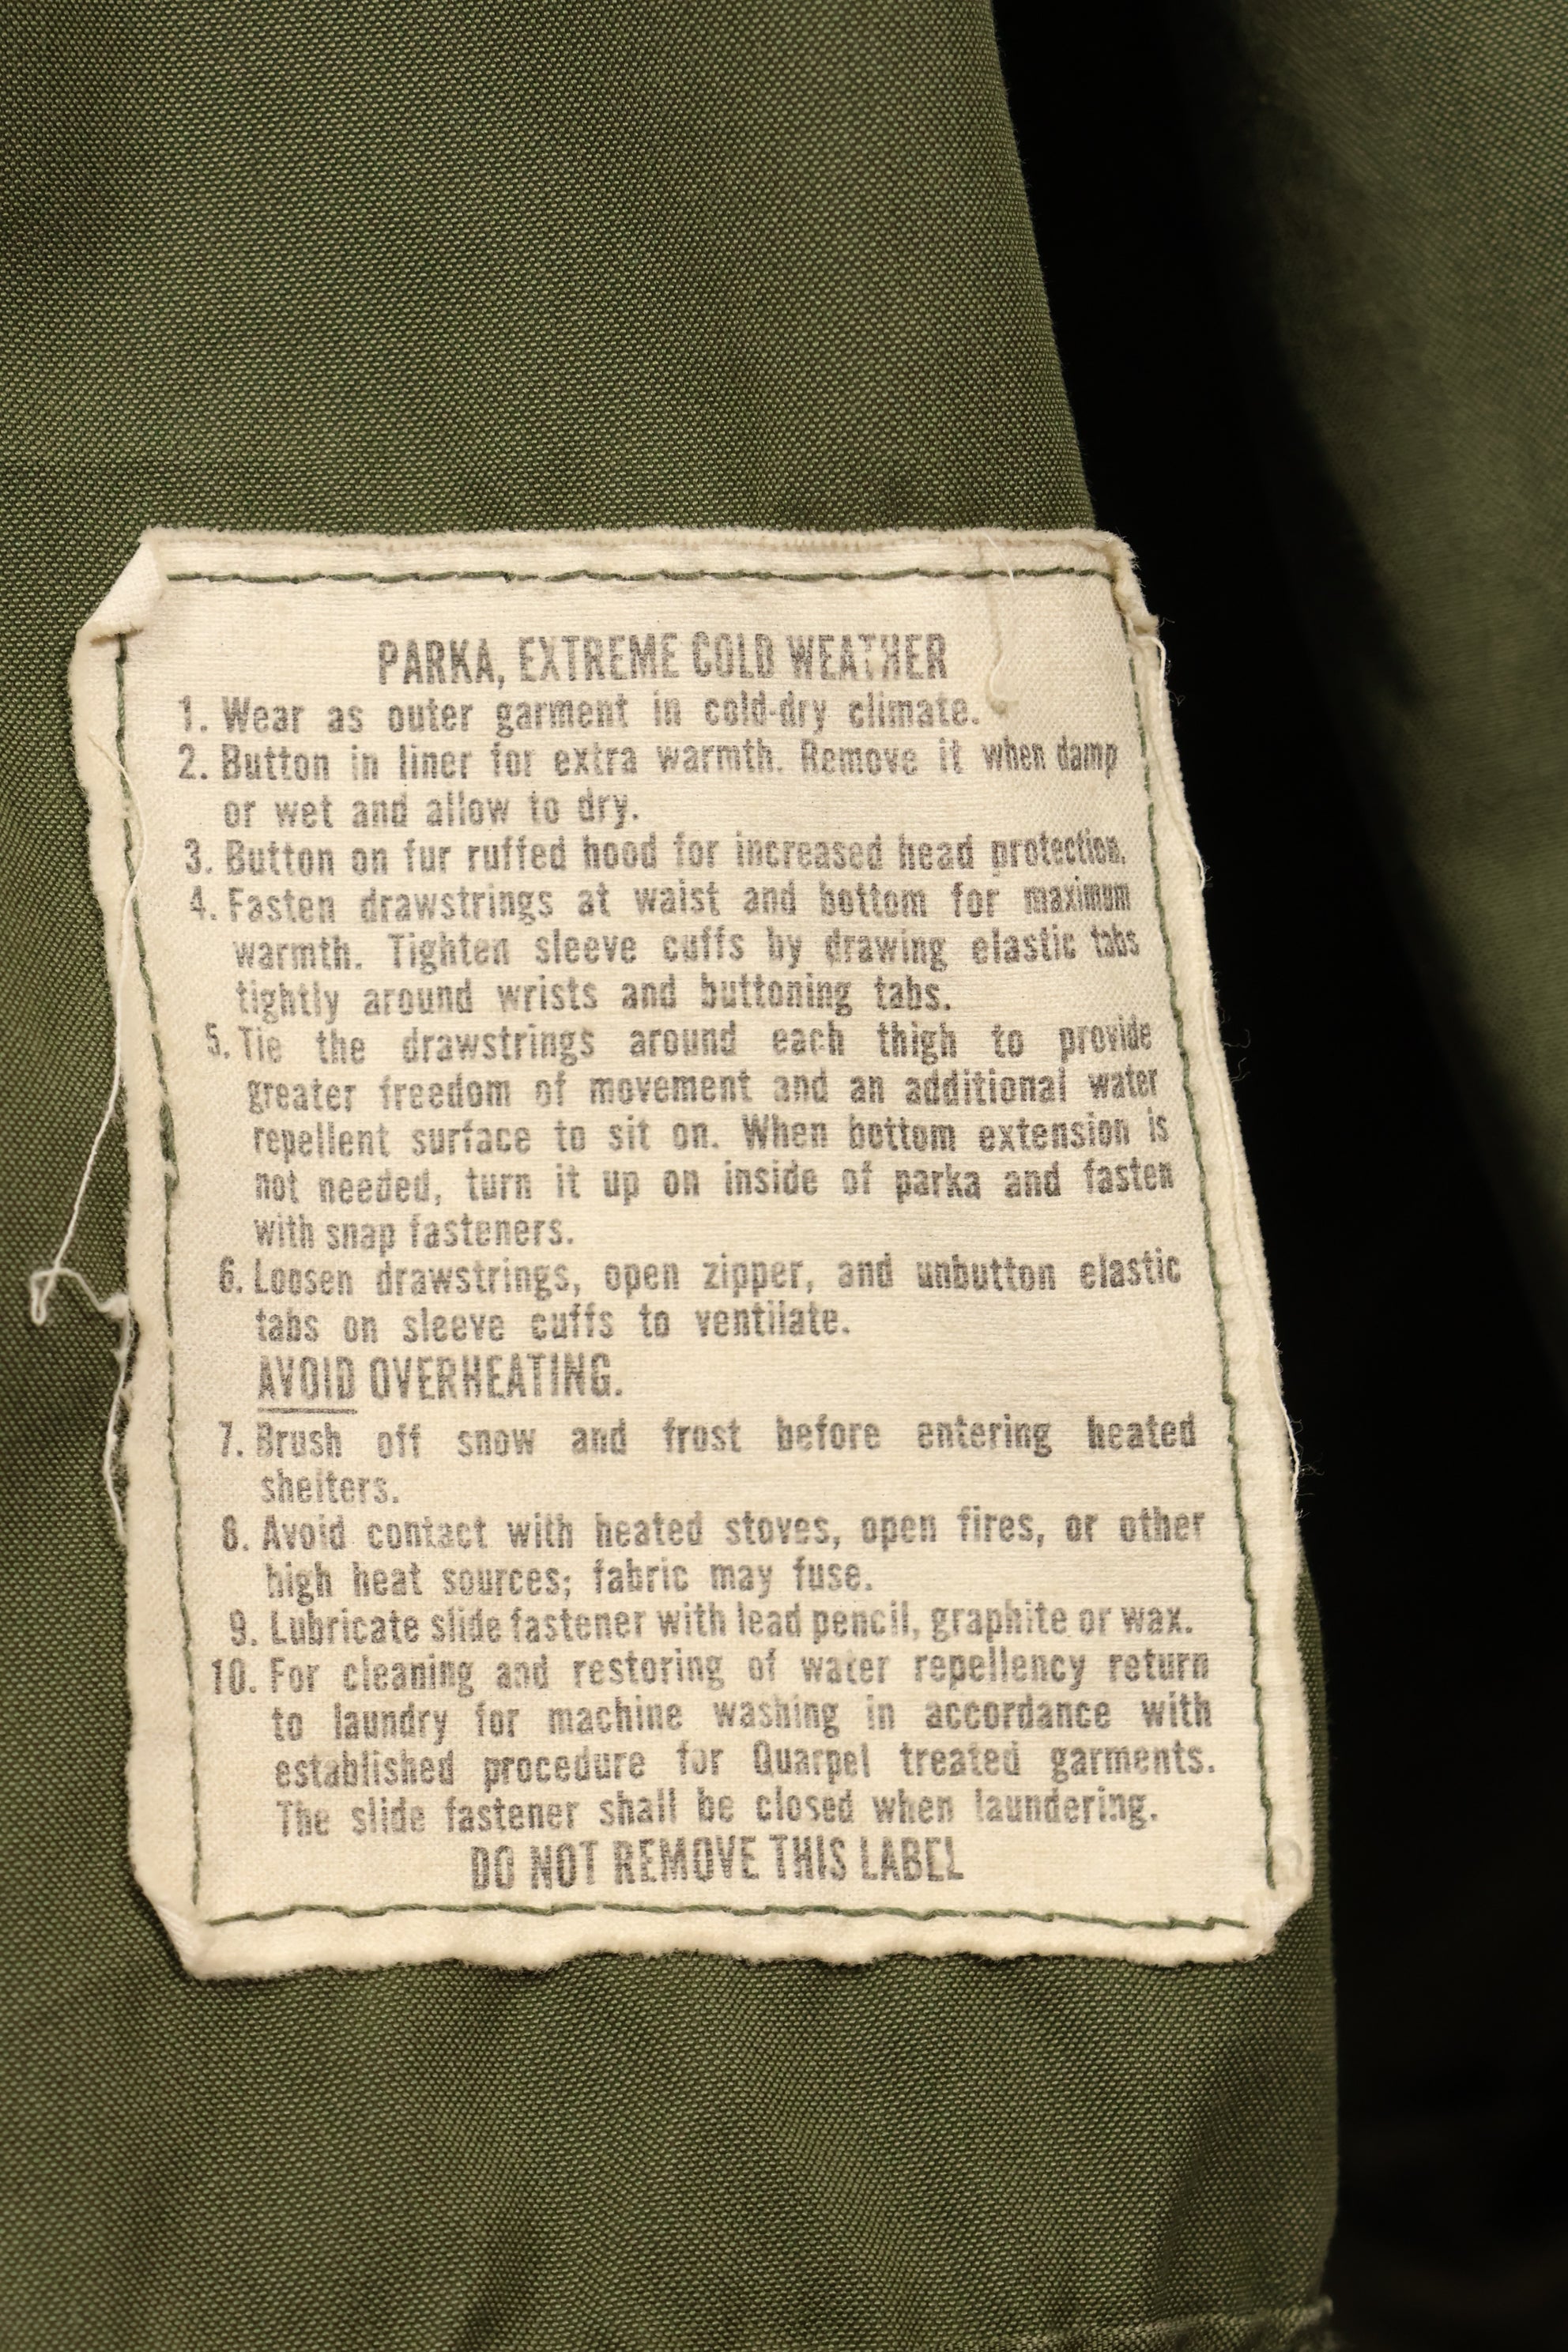 PARKA, EXTREME COLD WEATHER
1. Wear as outer garment in cold-dry climate.
2. Button in liner for extra warmth. Remove it when damp
or wet and allow to dry.
3. Button on fur ruffed hood for increased head protection.
4. Fasten drawstrings at waist and bottom for maximum
warmth. Tighten sleeve cuffs by drawing elastic tabs
tightly around wrists and buttoning tabs.
5. Tie the drawstrings around each thigh to provide
greater freedom of movement and an additional water
repellent surface to sit on. When bottom extension is
not needed, turn it up on inside of parka and fasten
with snap fasteners.
6. Loosen drawstrings, open zipper, and unbutton elastic
tabs on sleeve cuffs to ventilate.
AVOID OVERHEATING.
7. Brush off snow and frost before entering heated
shelters.
8. Avoid contact with heated stoves, open fires, or other
high heat sources; fabric may fuse.
9. Lubricate slide fastener with lead pencil, graphite or wax.
10. For cleaning and restoring of water repellency return
to laundry for machine washing in accordance with
established procedure for Quarpel treated garments.
The slide fastener shall be closed when laundering.
DO NOT REMOVE THIS LABEL